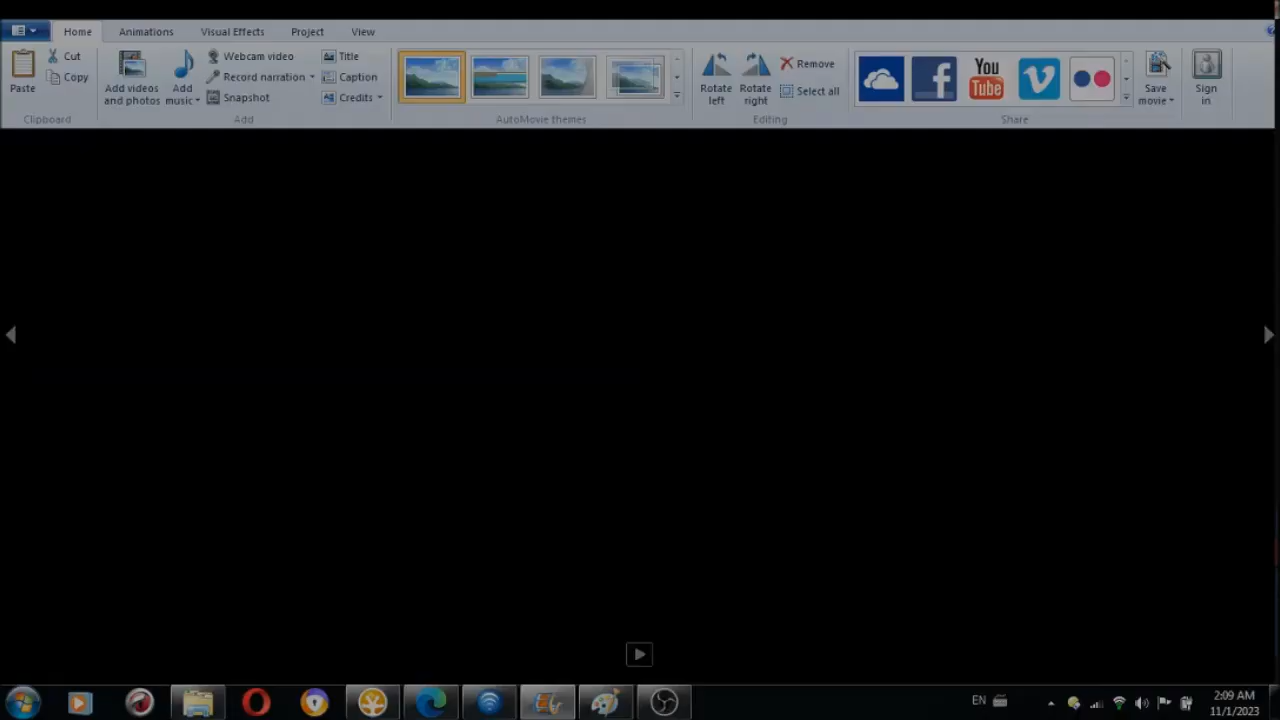 Home Animations Visual Effects Project View
Paste
Cut
Copy
Clipboard
Add videos
and photos
Add
music
Webcam video
Record narration
Snapshot
Title
Caption
Credits
Add
AutoMovie themes
Rotate
left
Rotate
right
Remove
Select all
Editing
You
Tube
Share
Save
movie
Sign
in
EN
2:09 AM
11/1/2023